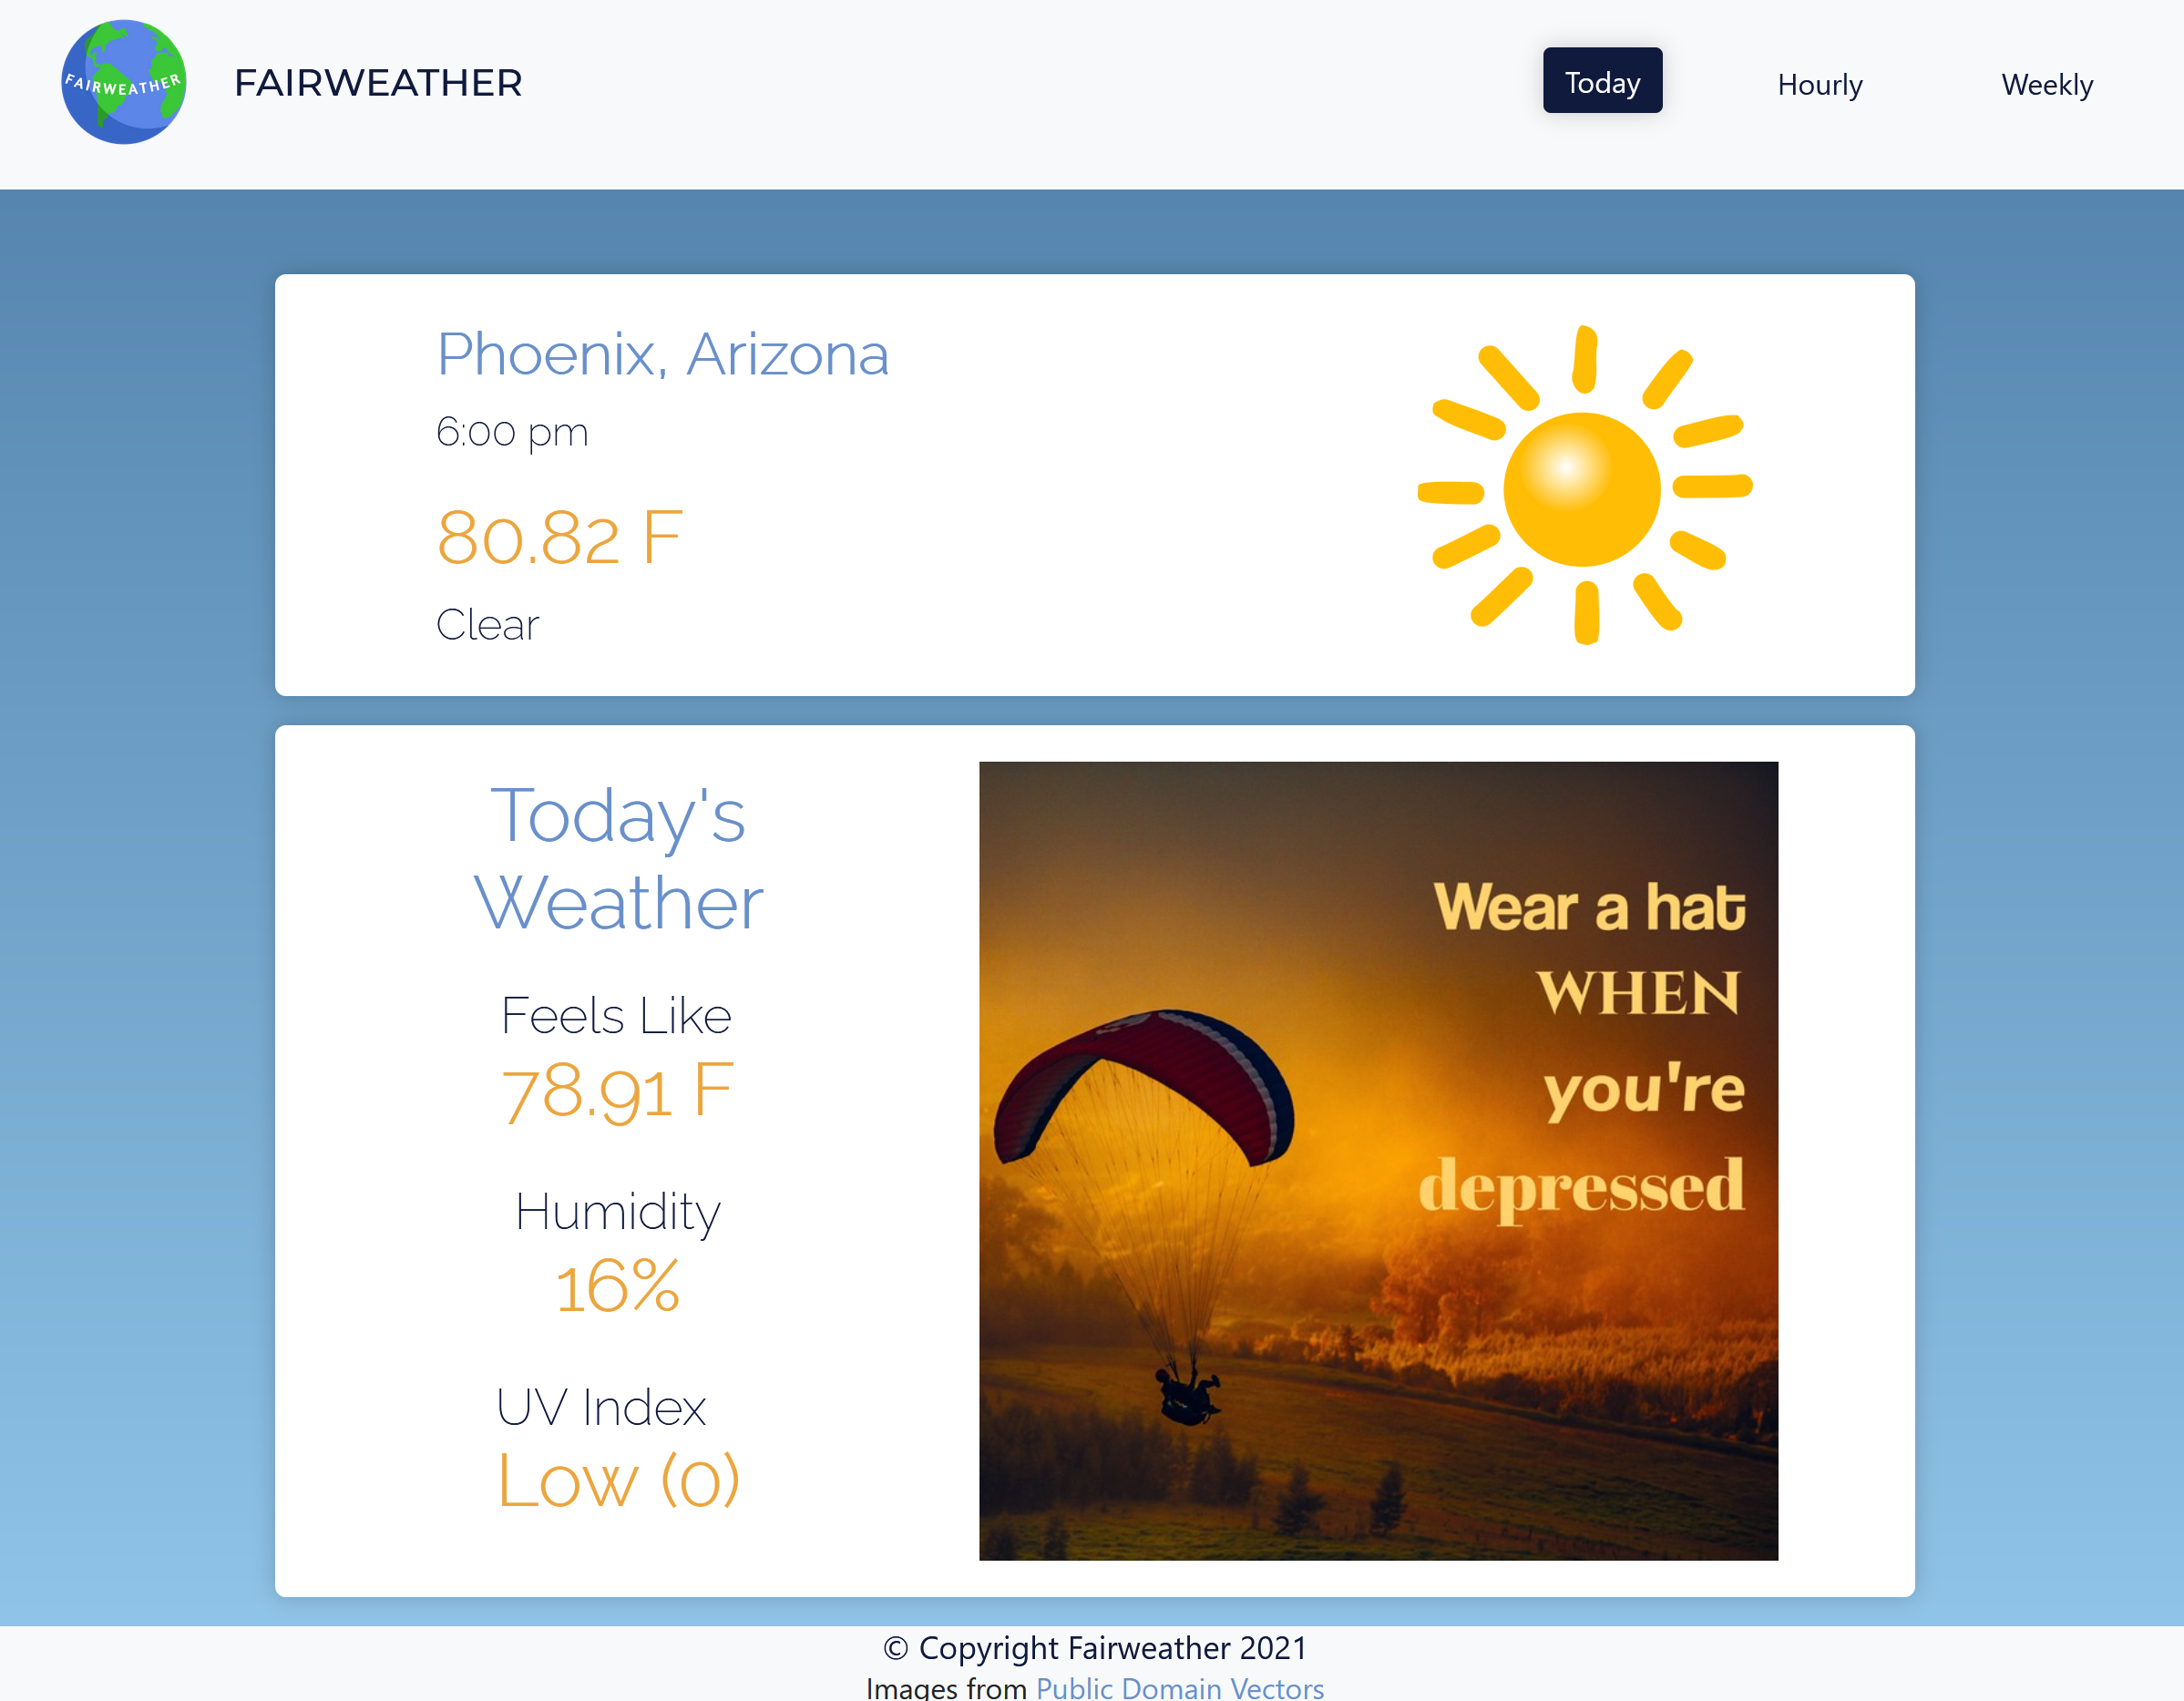 FAIRWEATHER
FAIRWEATHER
Today
Hourly
Weekly
Phoenix, Arizona
6:00 pm
80.82 F
Clear
Today's
Weather
Feels Like
78.91 F
Humidity
16%
UV Index
Low (0)
Wear a hat
WHEN
you're
depressed
© Copyright Fairweather 2021
Images from Public Domain Vectors